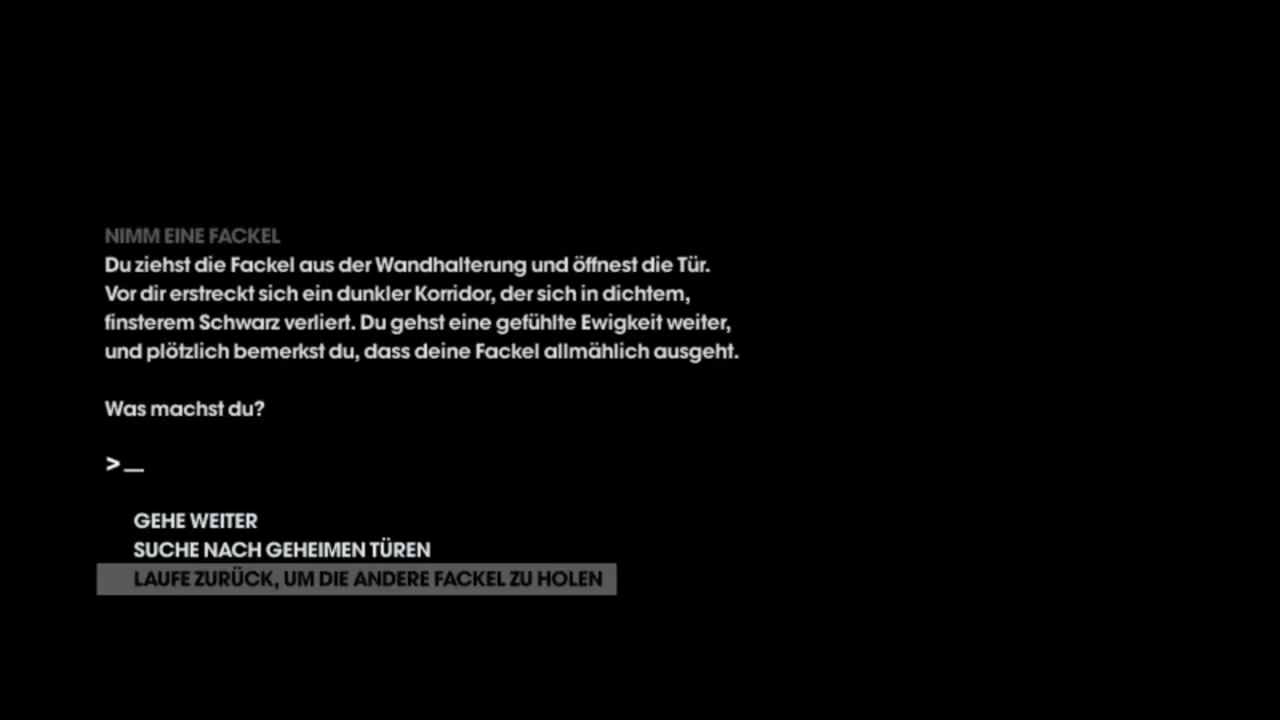 NIMM EINE FACKEL
Du ziehst die Fackel aus der Wandhalterung und öffnest die Tür.
Vor dir erstreckt sich ein dunkler Korridor, der sich in dichtem,
finsterem Schwarz verliert. Du gehst eine gefühlte Ewigkeit weiter,
und plötzlich bemerkst du, dass deine Fackel allmählich ausgeht.
Was machst du?
>__
GEHE WEITER
SUCHE NACH GEHEIMEN TÜREN
LAUFE ZURÜCK, UM DIE ANDERE FACKEL ZU HOLEN